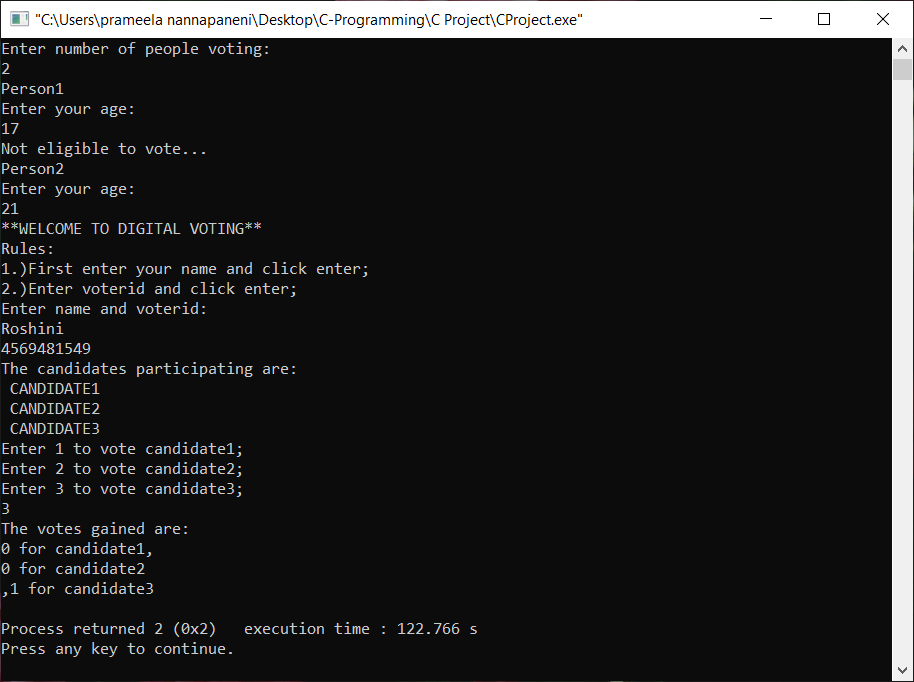 "C:\Users\prameela nannapaneni\Desktop\C-Programming\C Project\CProject.exe"
Enter number of people voting:
2
Person1
Enter your age:
17
Not eligible to vote...
Person2
Enter your age:
21
**WELCOME TO DIGITAL VOTING**
Rules:
1.)First enter your name and click enter;
2.)Enter voterid and click enter;
Enter name and voterid:
Roshini
4569481549
The candidates participating are:
 CANDIDATE1
 CANDIDATE2
 CANDIDATE3
Enter 1 to vote candidate1;
Enter 2 to vote candidate2;
Enter 3 to vote candidate3;
3
The votes gained are:
0 for candidate1,
0 for candidate2
,1 for candidate3
Process returned 2 (0x2)   execution time : 122.766 s
Press any key to continue.